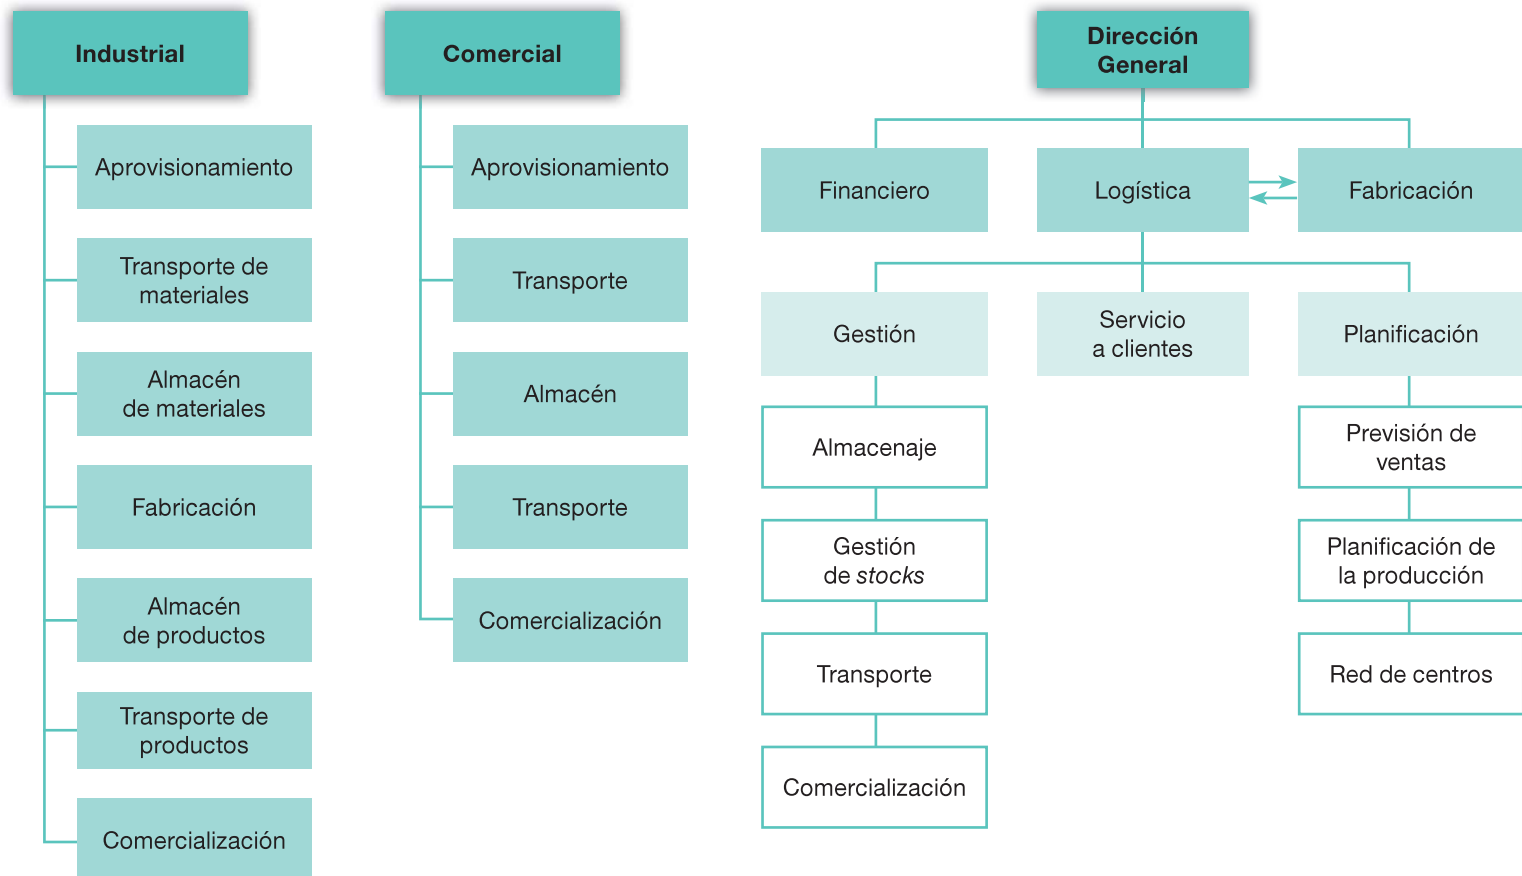 Industrial
Aprovisionamiento
Transporte de
materiales
Almacén
de materiales
Fabricación
Almacén
de productos
Transporte de
productos
Comercialización
Comercial
Aprovisionamiento
Transporte
Almacén
Transporte
Comercialización
Dirección
General
Financiero
Logística
Fabricación
Gestión
Servicio
a clientes
Planificación
Almacenaje
Gestión
de stocks
Transporte
Comercialización
Previsión de
ventas
Planificación de
la producción
Red de centros